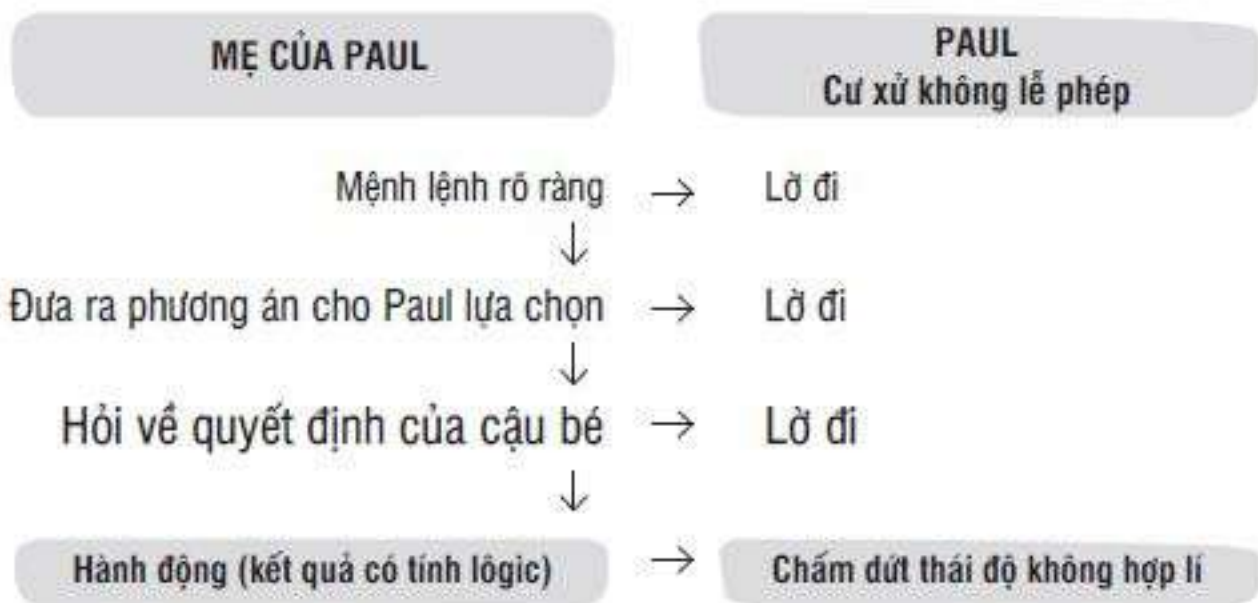 MẸ CỦA PAUL
PAUL
Cư xử không lễ phép
Mệnh lệnh rõ ràng → Lờ đi
↓
Đưa ra phương án cho Paul lựa chọn → Lờ đi
↓
Hỏi về quyết định của cậu bé → Lờ đi
↓
Hành động (kết quả có tính lôgic) → Chấm dứt thái độ không hợp lí